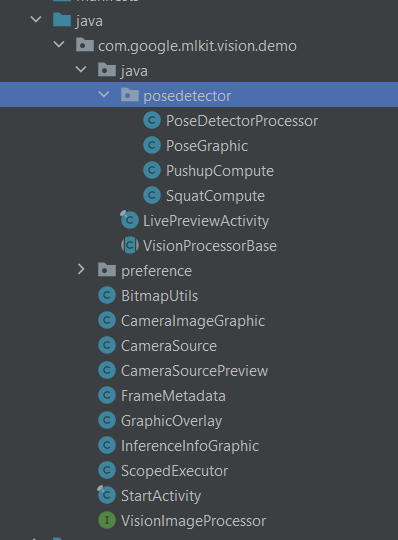 java
com.google.mlkit.vision.demo
java
posedetector
PoseDetectorProcessor
PoseGraphic
PushupCompute
SquatCompute
LivePreviewActivity
VisionProcessorBase
preference
BitmapUtils
CameraImageGraphic
CameraSource
CameraSourcePreview
FrameMetadata
GraphicOverlay
InferenceInfoGraphic
ScopedExecutor
StartActivity
VisionImageProcessor